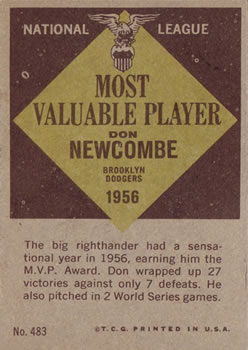 NATIONAL LEAGUE
MOST
VALUABLE PLAYER
DON
NEWCOMBE
BROOKLYN
DODGERS
1956
The big righthander had a sensa-
tional year in 1956, earning him the
M.V.P. Award. Don wrapped up 27
victories against only 7 defeats. He
also pitched in 2 World Series games.
No. 483 © T.C.G. PRINTED IN U.S.A.